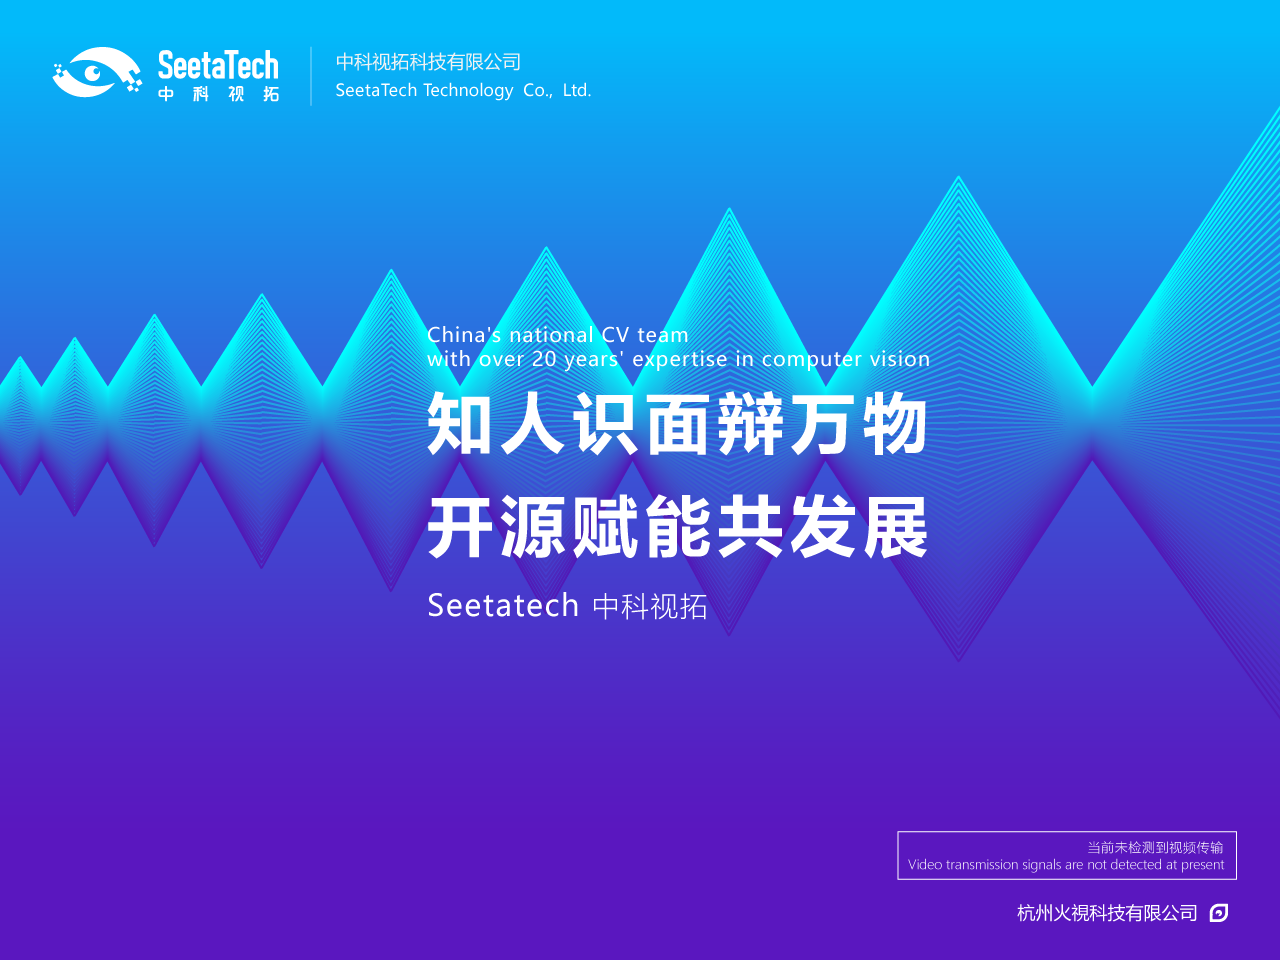 SeetaTech
中科视拓
中科视拓科技有限公司
SeetaTech Technology Co., Ltd.
China's national CV team
with over 20 years' expertise in computer vision
知人识面辩万物
开源赋能共发展
Seetatech 中科视拓
当前未检测到视频传输
Video transmission signals are not detected at present
杭州火視科技有限公司